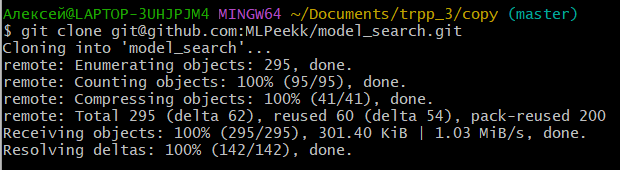 Алексей@LAPTOP-3UHJPJM4 MINGW64 ~/Documents/trpp_3/copy (master)
$ git clone git@github.com:MLPeekk/model_search.git
Cloning into 'model_search'...
remote: Enumerating objects: 295, done.
remote: Counting objects: 100% (95/95), done.
remote: Compressing objects: 100% (41/41), done.
remote: Total 295 (delta 62), reused 60 (delta 54), pack-reused 200
Receiving objects: 100% (295/295), 301.40 KiB | 1.03 MiB/s, done.
Resolving deltas: 100% (142/142), done.